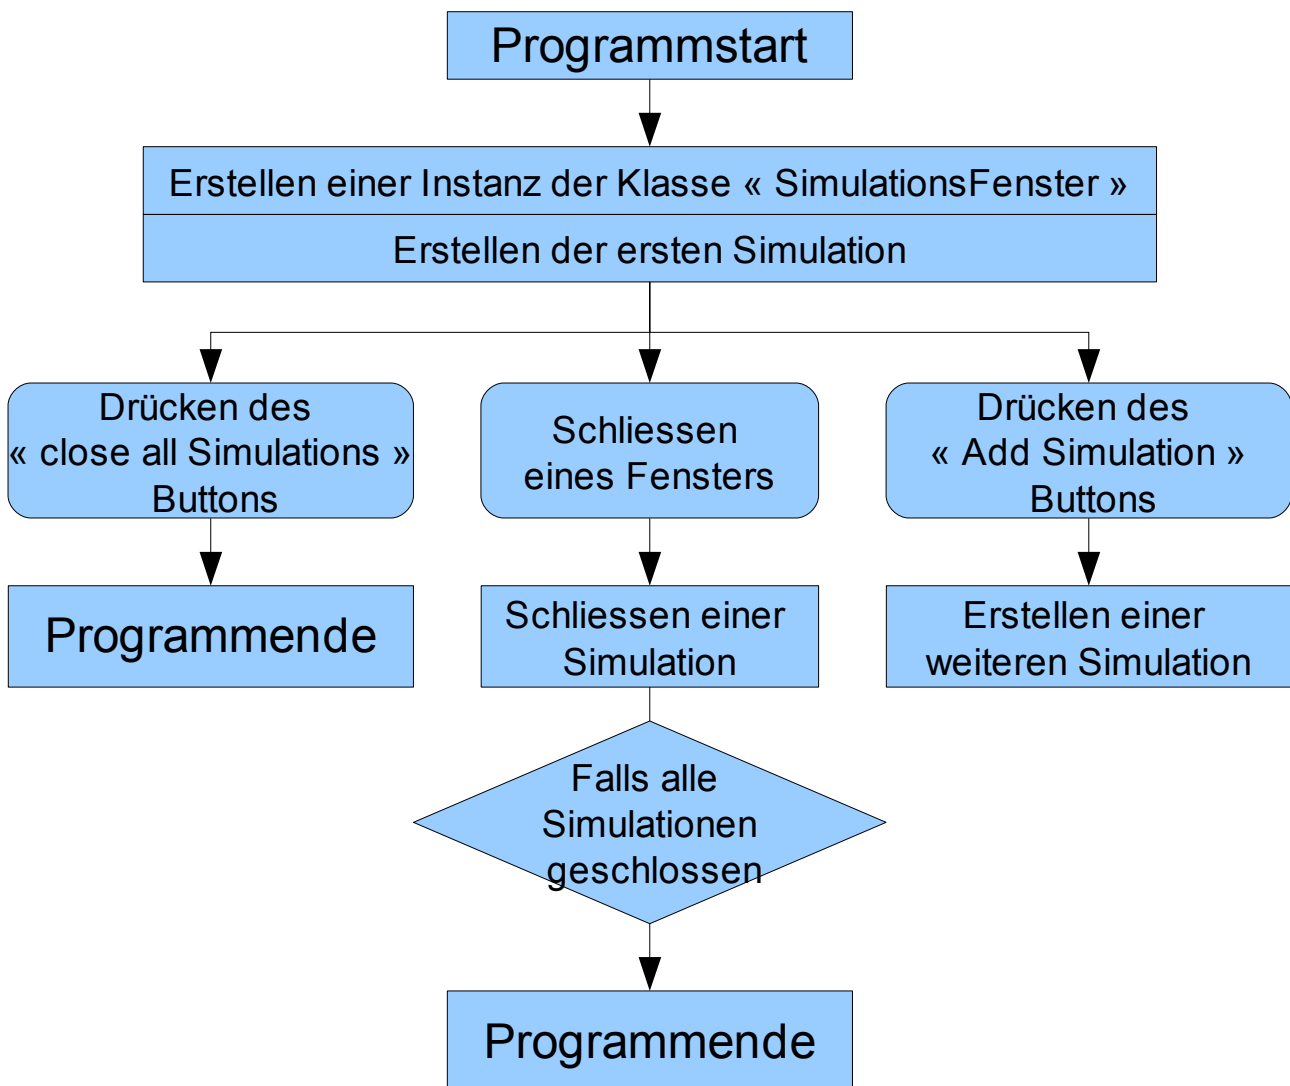 Programmstart
Erstellen einer Instanz der Klasse « SimulationsFenster »
Erstellen der ersten Simulation
Drücken des
« close all Simulations »
Buttons
Schliessen
eines Fensters
Drücken des
« Add Simulation »
Buttons
Programmende
Schliessen einer
Simulation
Erstellen einer
weiteren Simulation
Falls alle
Simulationen
geschlossen
Programmende